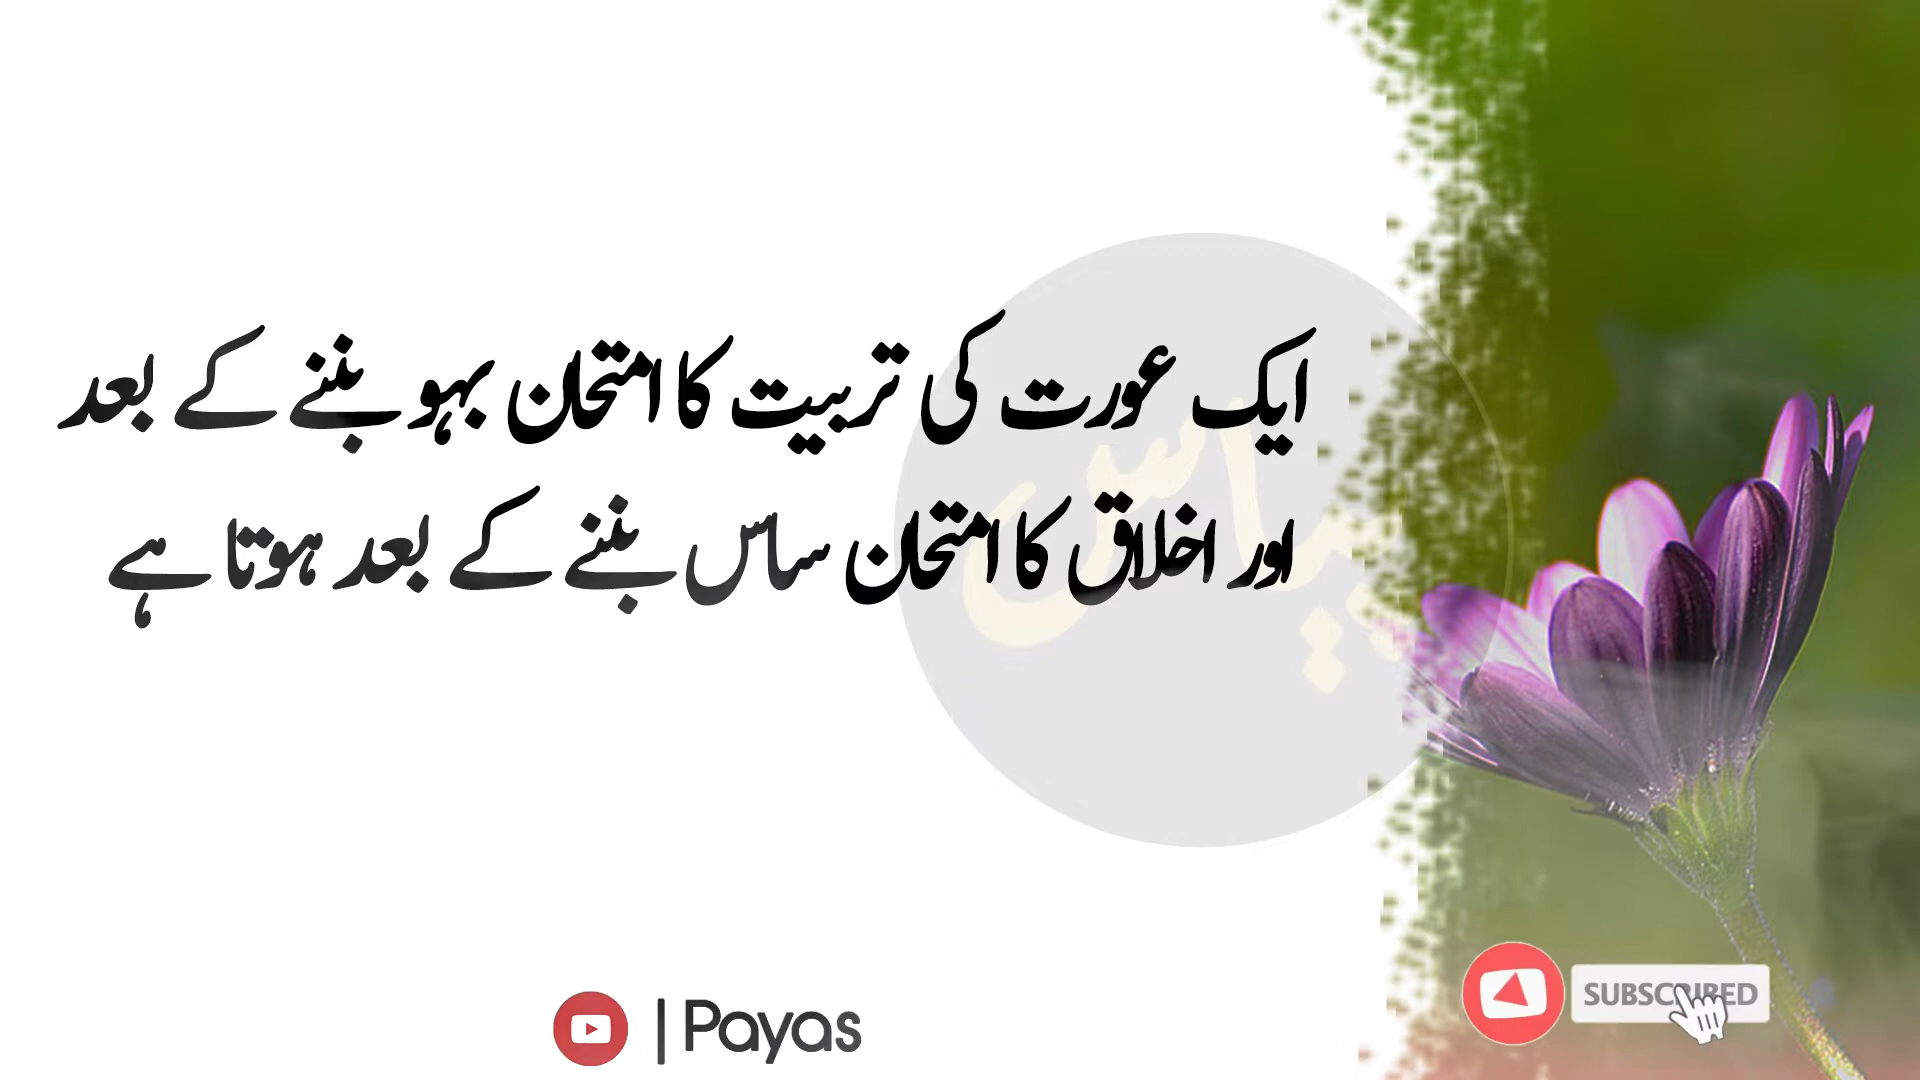 ایک عورت کی تربیت کا امتحان بہو بننے کے بعد
اور اخلاق کا امتحان ساس بننے کے بعد ہوتا ہے
پیاس
| Payas
SUBSCRIBED